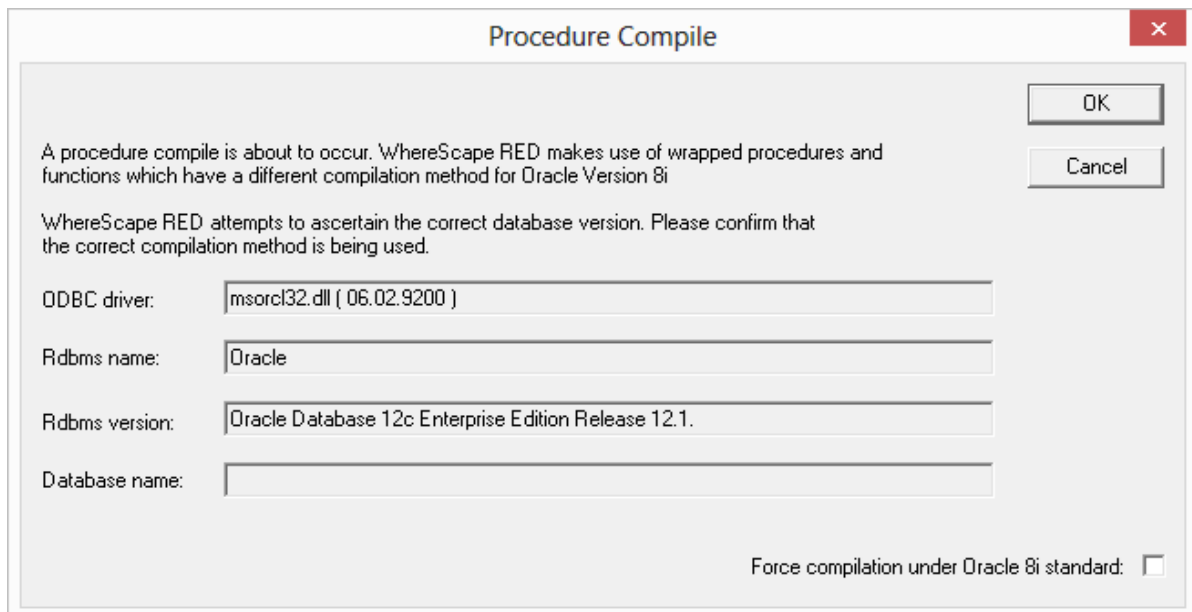 Procedure Compile
OK
A procedure compile is about to occur. WhereScape RED makes use of wrapped procedures and
functions which have a different compilation method for Oracle Version 8i
Cancel
WhereScape RED attempts to ascertain the correct database version. Please confirm that
the correct compilation method is being used.
ODBC driver: msorcl32.dll ( 06.02.9200 )
Rdbms name: Oracle
Rdbms version: Oracle Database 12c Enterprise Edition Release 12.1.
Database name:
Force compilation under Oracle 8i standard: